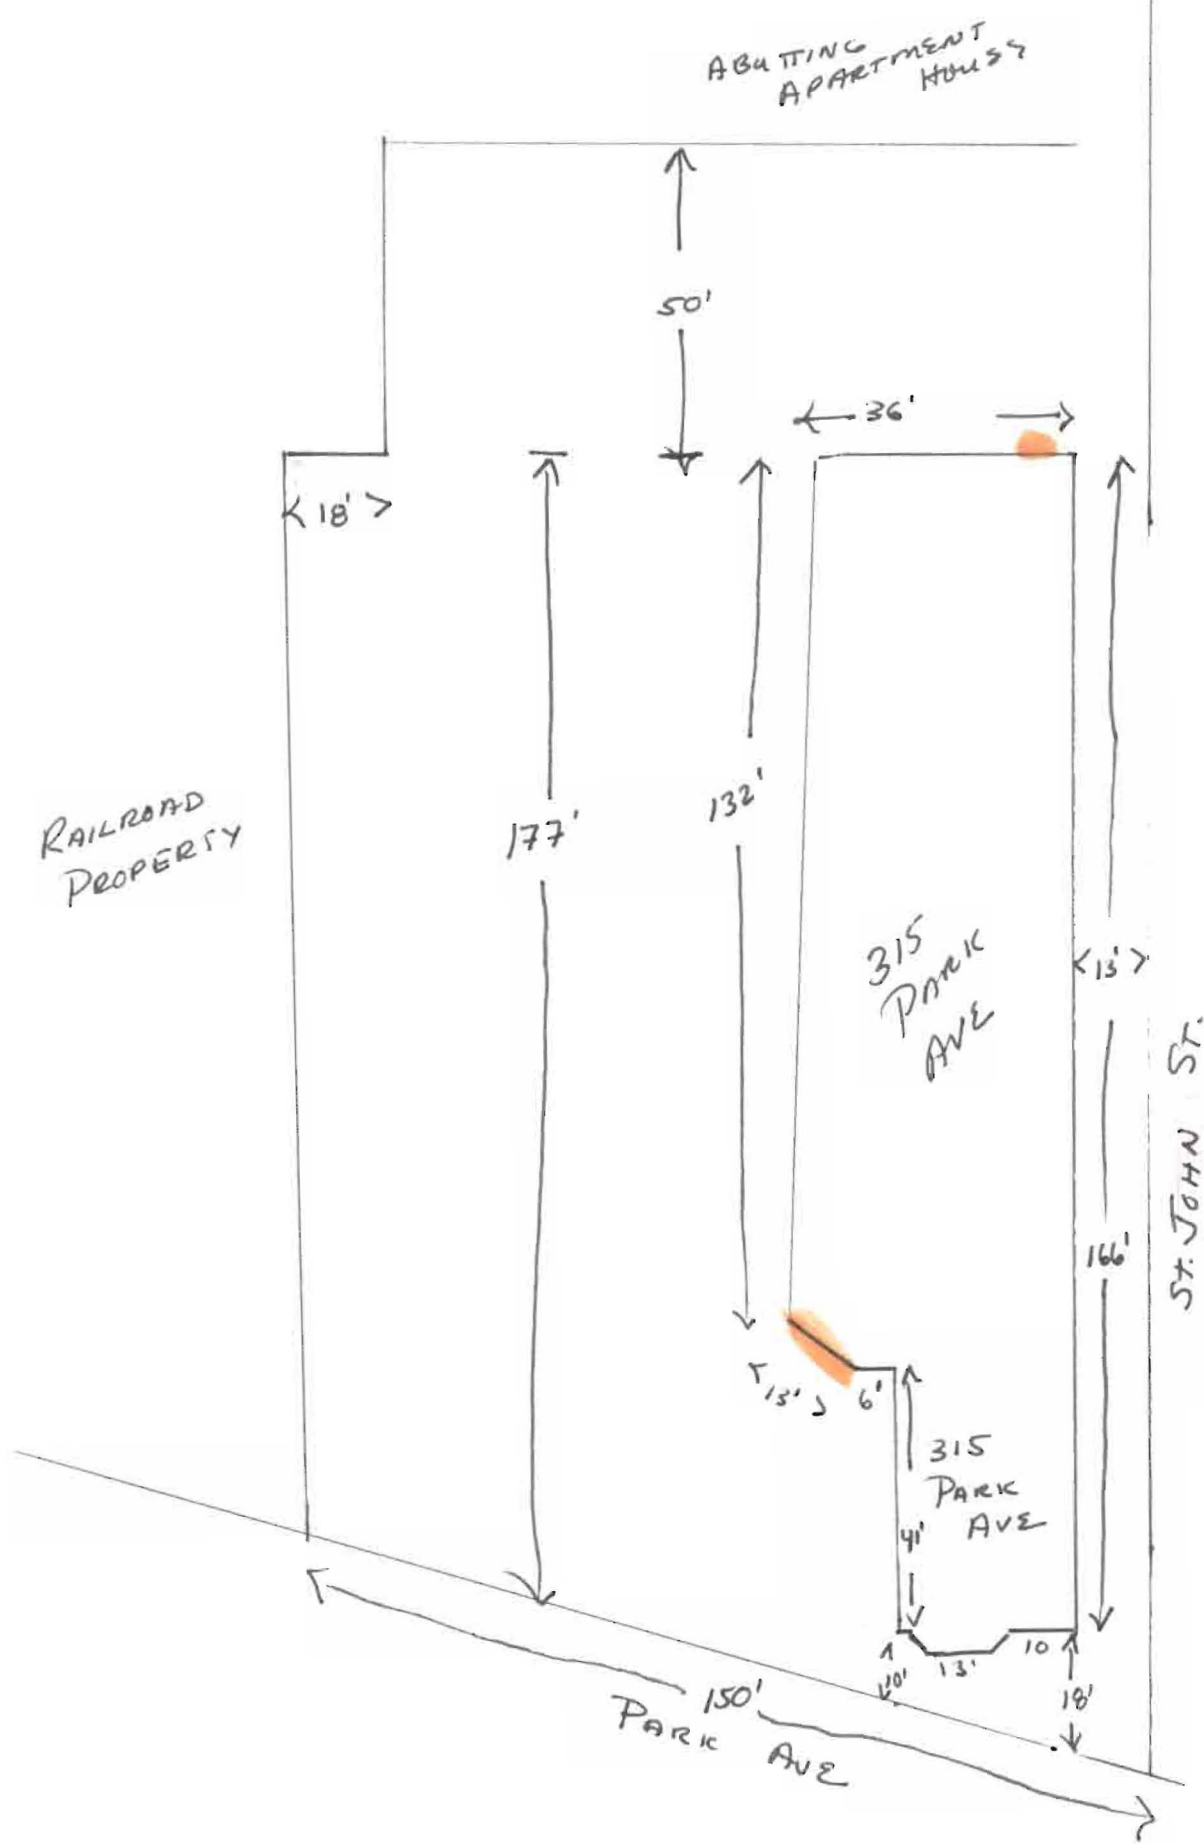 ABUTTING
APARTMENT
HOUSE
50'
36'
18'
RAILROAD
PROPERTY
177'
132'
315
PARK
AVE
13'
ST. JOHN ST.
166'
13'
6'
315
PARK
AVE
41'
10'
13'
10
18'
150'
PARK AVE